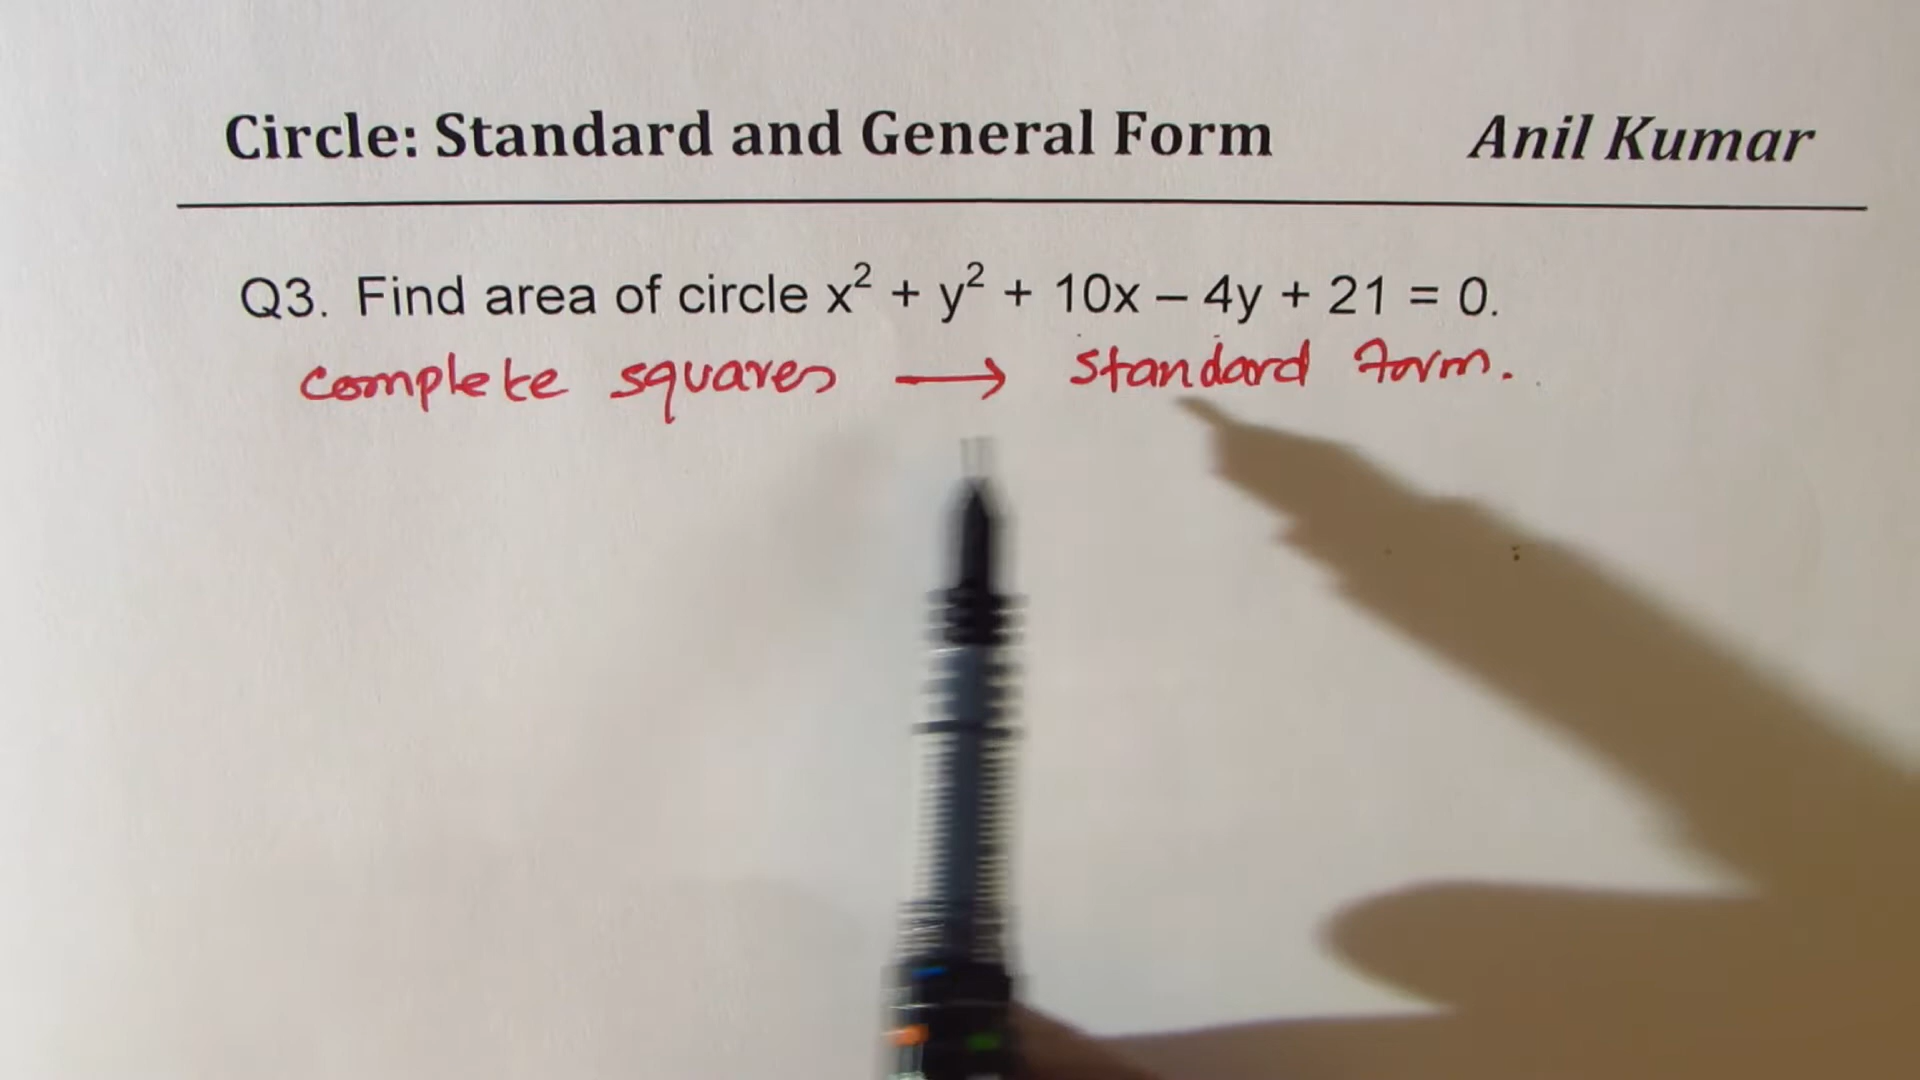 Circle: Standard and General Form Anil Kumar
Q3. Find area of circle x² + y² + 10x – 4y + 21 = 0.
complete squares → standard form.